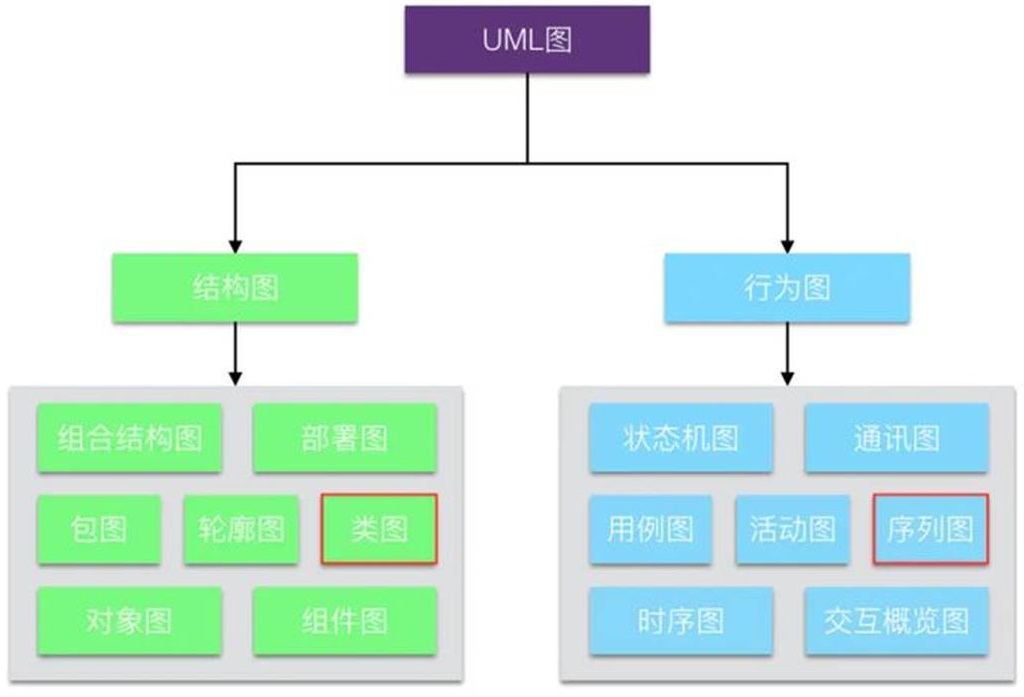 UML图
结构图
行为图
组合结构图
部署图
包图
轮廓图
类图
对象图
组件图
状态机图
通讯图
用例图
活动图
序列图
时序图
交互概览图